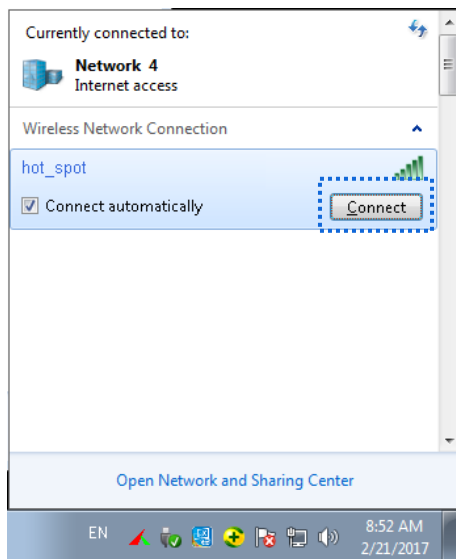 Currently connected to:
Network 4
Internet access
Wireless Network Connection
hot_spot
Connect automatically
Connect
Open Network and Sharing Center
EN
8:52 AM
2/21/2017